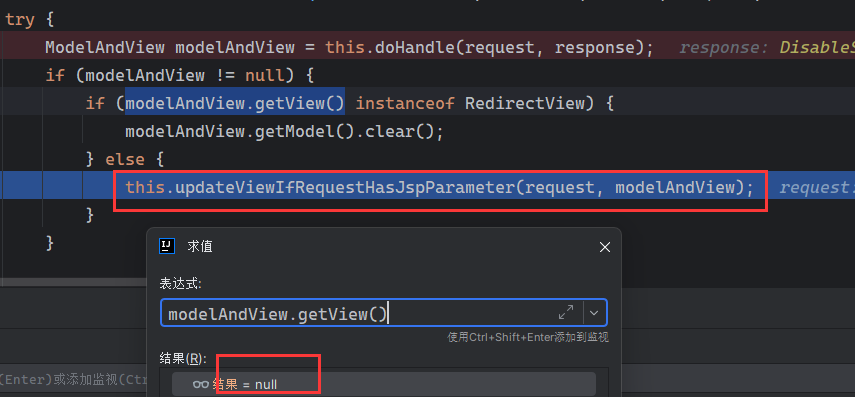 try {
ModelAndView modelAndView = this.doHandle(request, response);   response: DisableS
if (modelAndView != null) {
if (modelAndView.getView() instanceof RedirectView) {
modelAndView.getModel().clear();
} else {
this.updateViewIfRequestHasJspParameter(request, modelAndView);   request:
}
}
求值
表达式:
modelAndView.getView()
使用Ctrl+Shift+Enter添加到监视
结果(R):
(Enter)或添加监视(Ctr
结果 = null